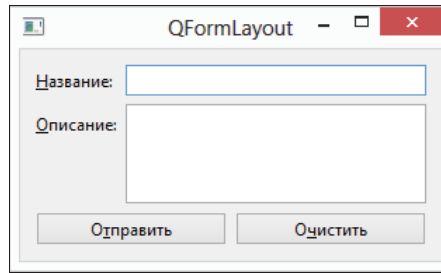 QFormLayout
Название:
Описание:
Отправить
Очистить